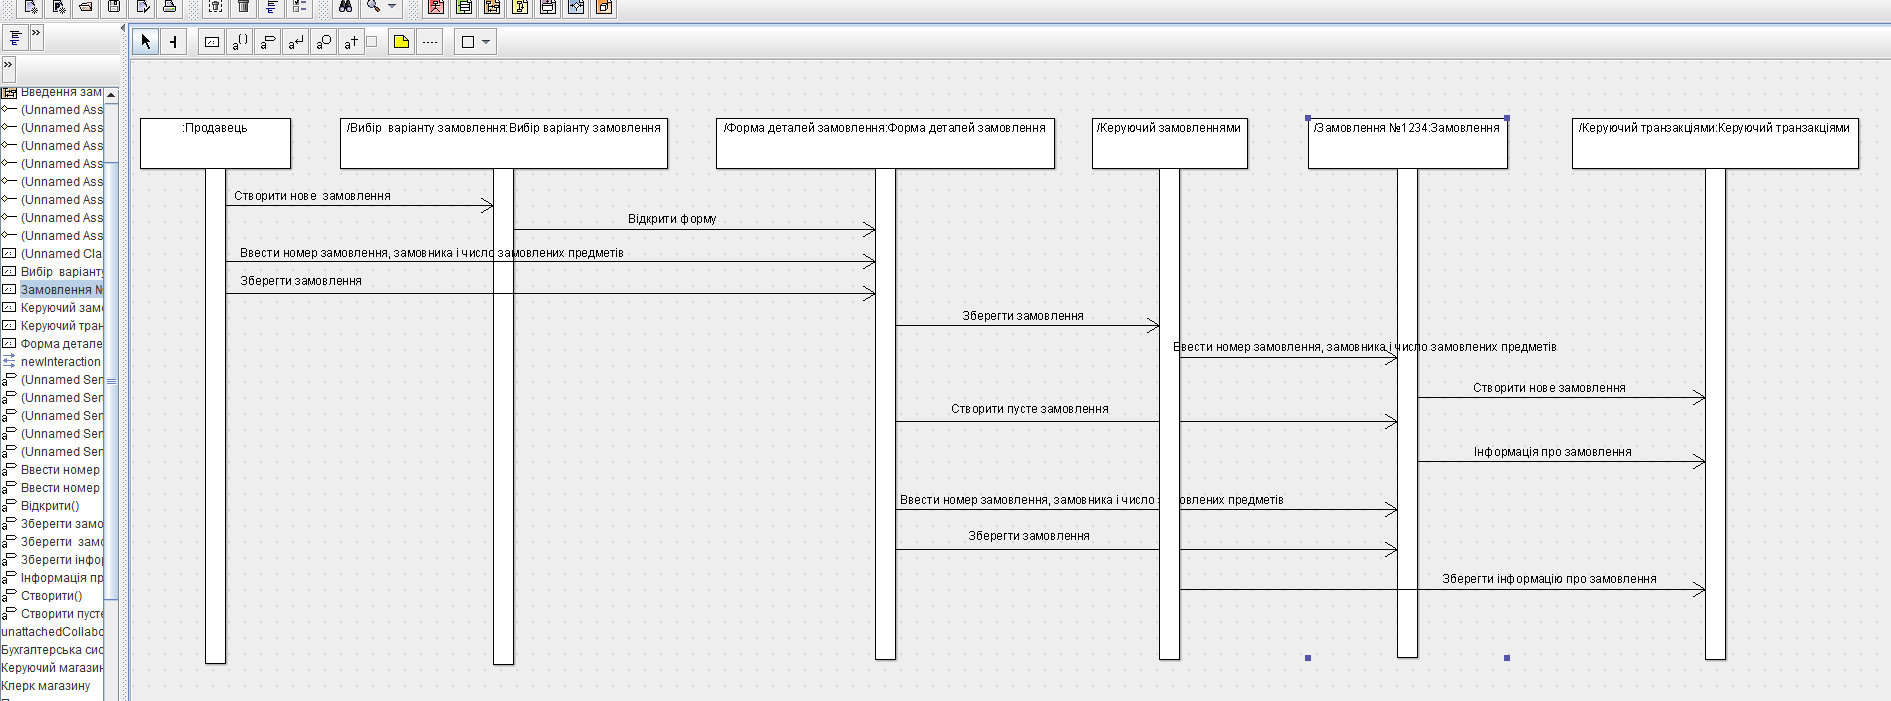 Введення зам
(Unnamed Ass
(Unnamed Ass
(Unnamed Ass
(Unnamed Ass
(Unnamed Ass
(Unnamed Ass
(Unnamed Ass
(Unnamed Ass
(Unnamed Cla
Вибір варіанту
Замовлення №
Керуючий замо
Керуючий тран
Форма детале
newInteraction
(Unnamed Ser
(Unnamed Ser
(Unnamed Ser
(Unnamed Ser
(Unnamed Ser
Ввести номер
Ввести номер
Відкрити()
Зберегти замо
Зберегти замо
Зберегти інфор
Інформація пр
Створити()
Створити пусте
unattachedCollabo
Бухгалтерська сис
Керуючий магазин
Клерк магазину
:Продавець
/Вибір варіанту замовлення:Вибір варіанту замовлення
/Форма деталей замовлення:Форма деталей замовлення
/Керуючий замовленнями
/Замовлення №1234:Замовлення
/Керуючий транзакціями:Керуючий транзакціями
Створити нове замовлення
Відкрити форму
Ввести номер замовлення, замовника і число замовлених предметів
Зберегти замовлення
Зберегти замовлення
Ввести номер замовлення, замовника і число замовлених предметів
Створити нове замовлення
Створити пусте замовлення
Інформація про замовлення
Ввести номер замовлення, замовника і число замовлених предметів
Зберегти замовлення
Зберегти інформацію про замовлення